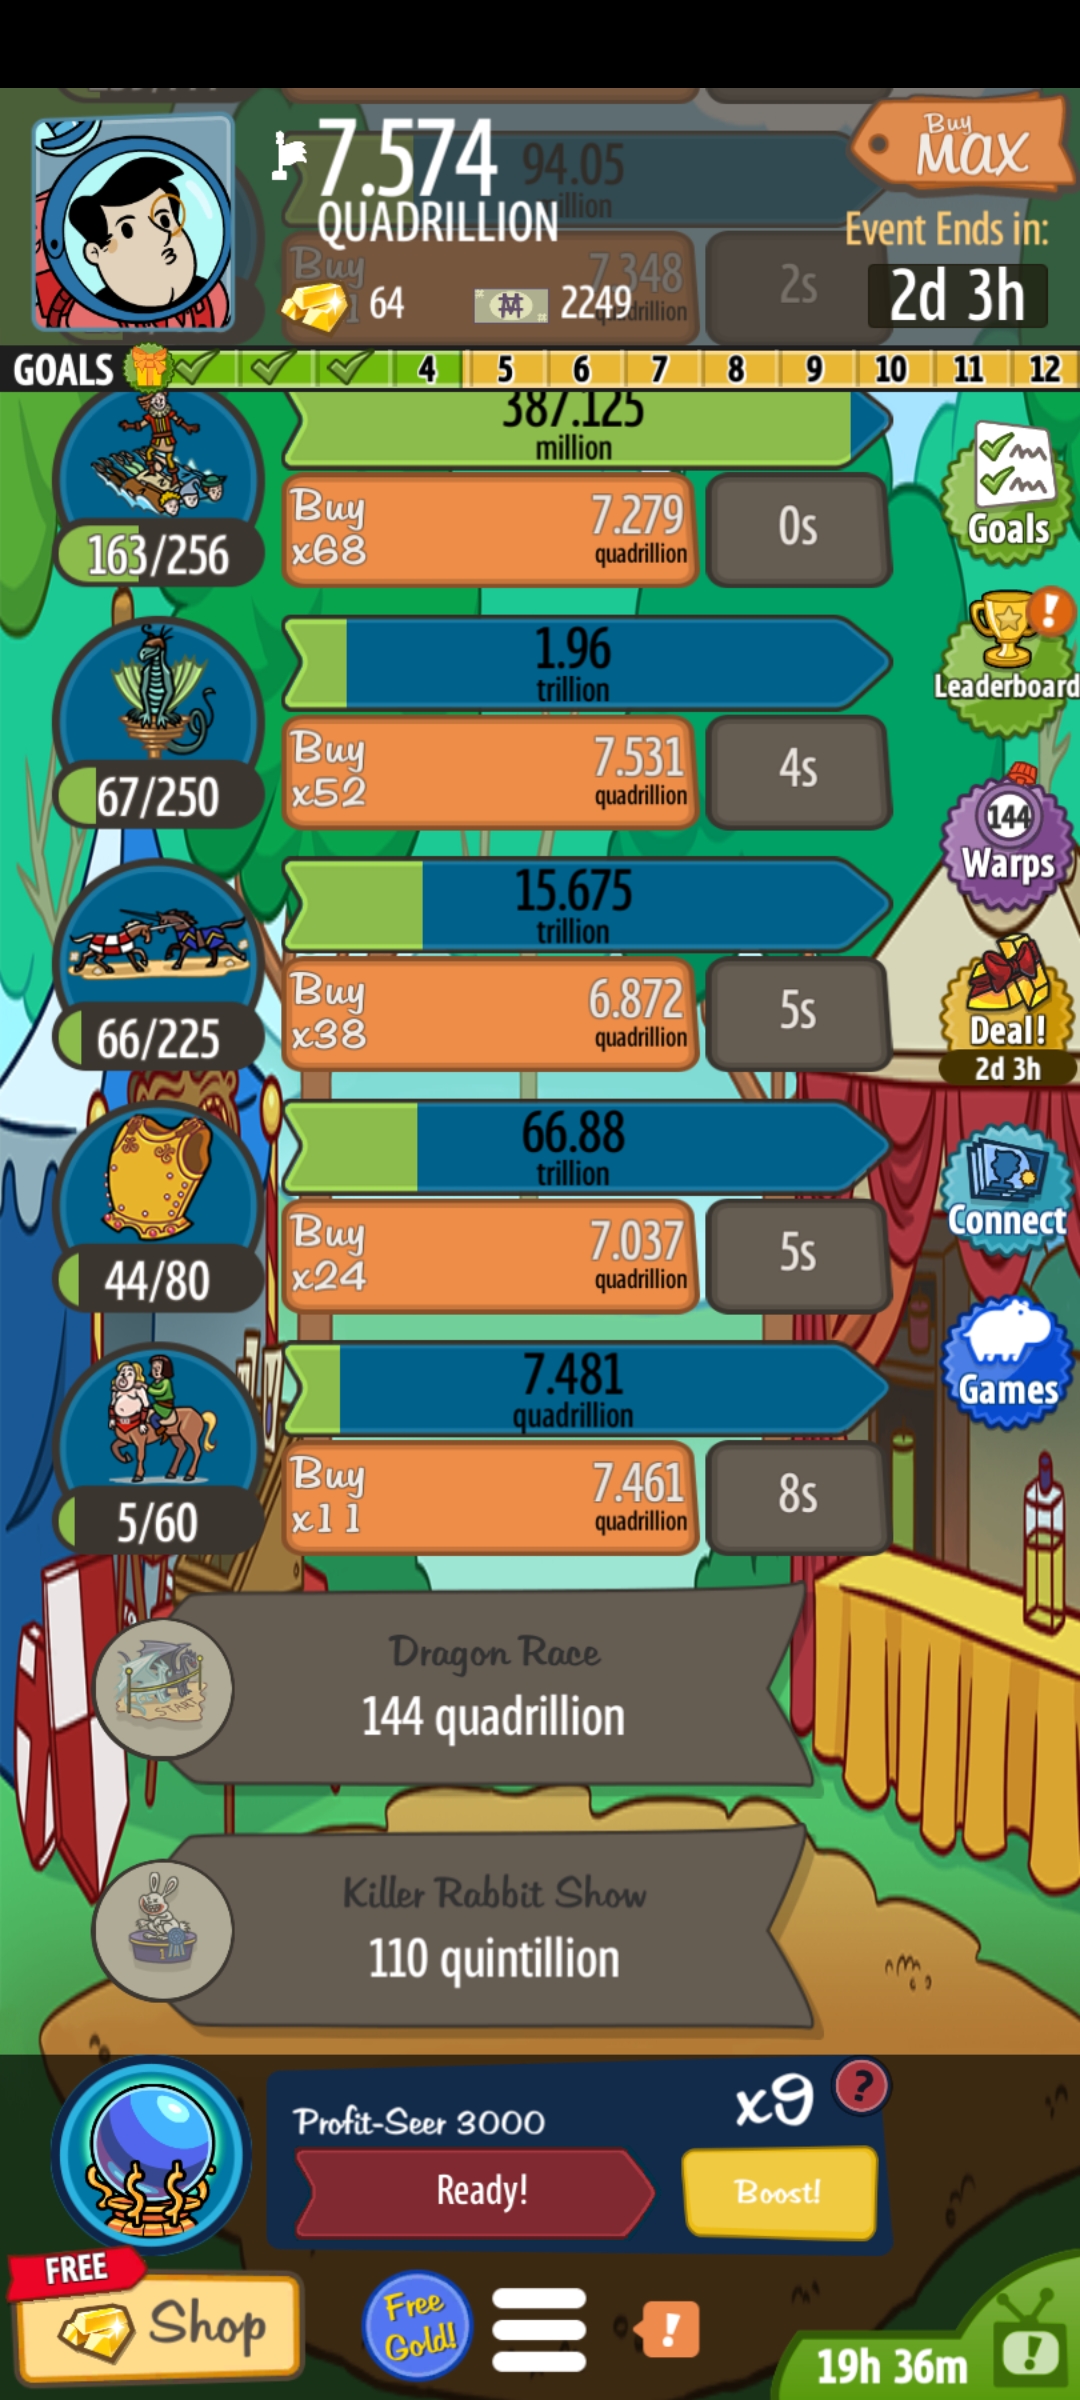 7.574
94.05
Buy
MAX
QUADRILLION
Event Ends in:
Buy
7.348
2s
64
2249
2d 3h
GOALS 4 5 6 7 8 9 10 11 12
387.125
million
Buy
x68
7.279
quadrillion
0s
163/256
Goals
!
Leaderboard
1.96
trillion
Buy
x52
7.531
quadrillion
4s
67/250
144
Warps
15.675
trillion
Buy
x38
6.872
quadrillion
5s
66/225
Deal!
2d 3h
66.88
trillion
Buy
x24
7.037
quadrillion
5s
44/80
Connect
7.481
quadrillion
Buy
x11
7.461
quadrillion
8s
5/60
Games
Dragon Race
144 quadrillion
START
Killer Rabbit Show
110 quintillion
1
Profit-Seer 3000
x9
?
Ready!
Boost!
FREE
Shop
Free
Gold!
!
19h 36m
!